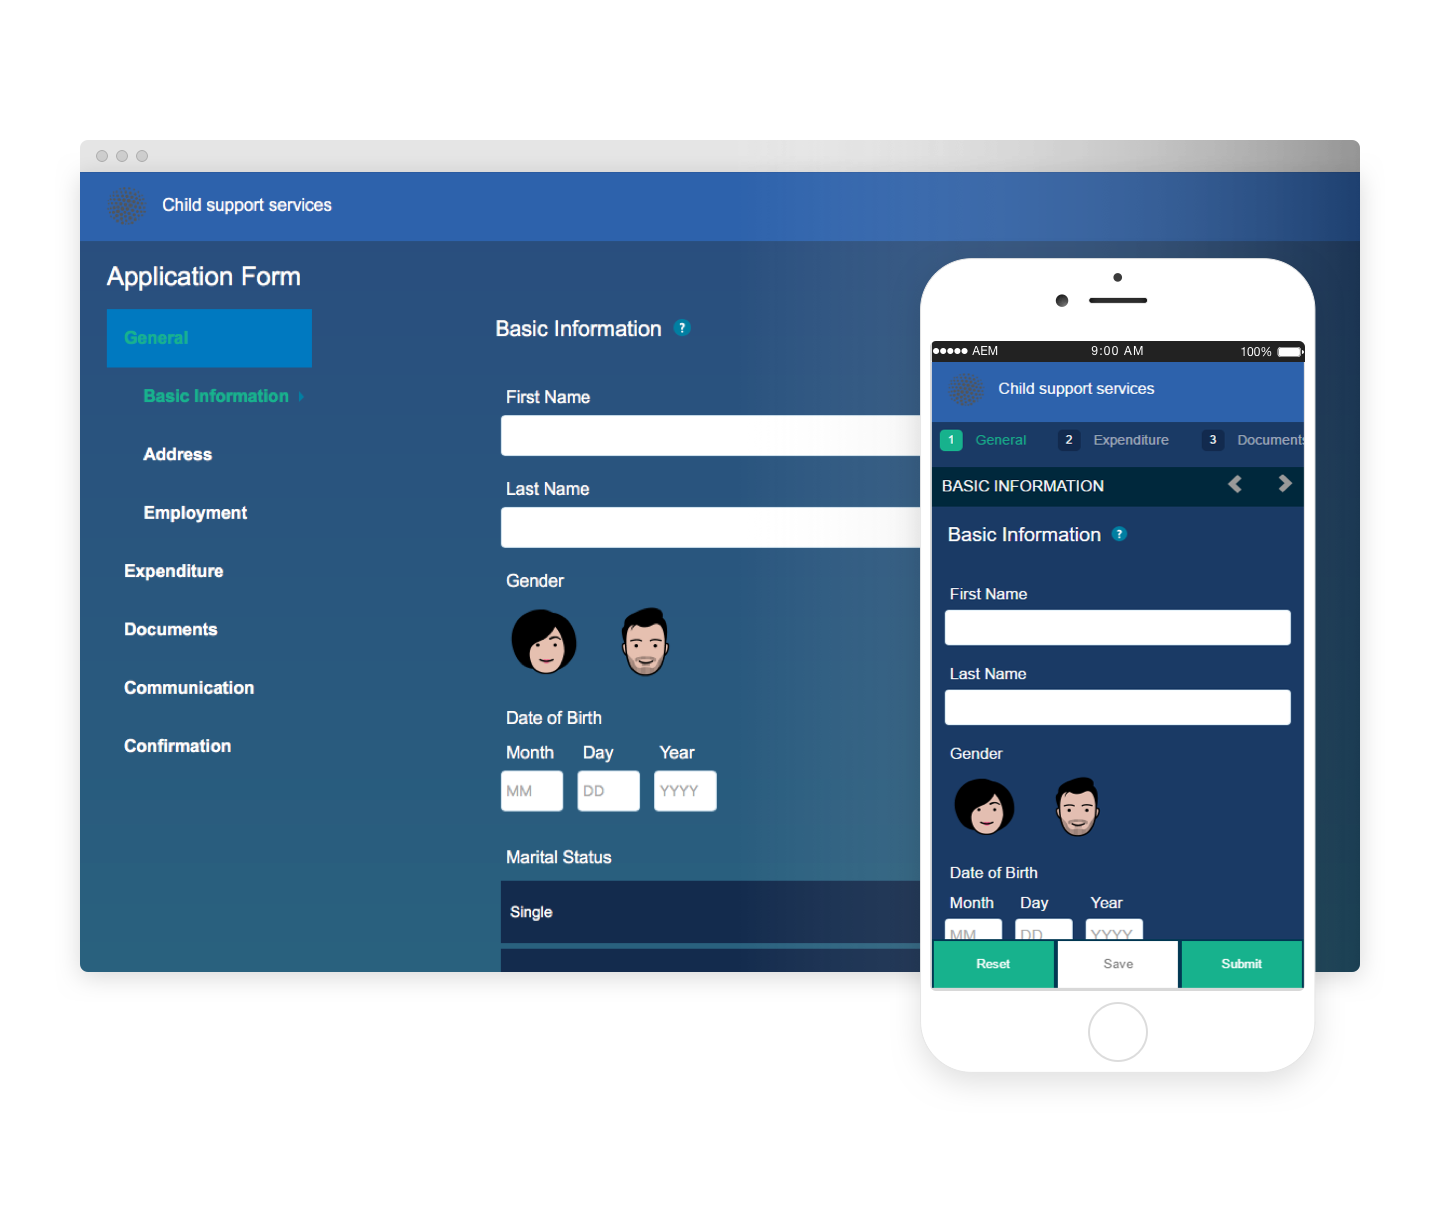 Child support services
Application Form
General
Basic Information
Address
Employment
Expenditure
Documents
Communication
Confirmation
Basic Information ?
First Name
Last Name
Gender
Date of Birth
Month Day Year
MM DD YYYY
Marital Status
Single
AEM 9:00 AM 100%
Child support services
1 General 2 Expenditure 3 Documents
BASIC INFORMATION
Basic Information ?
First Name
Last Name
Gender
Date of Birth
Month Day Year
MM DD YYYY
Reset Save Submit